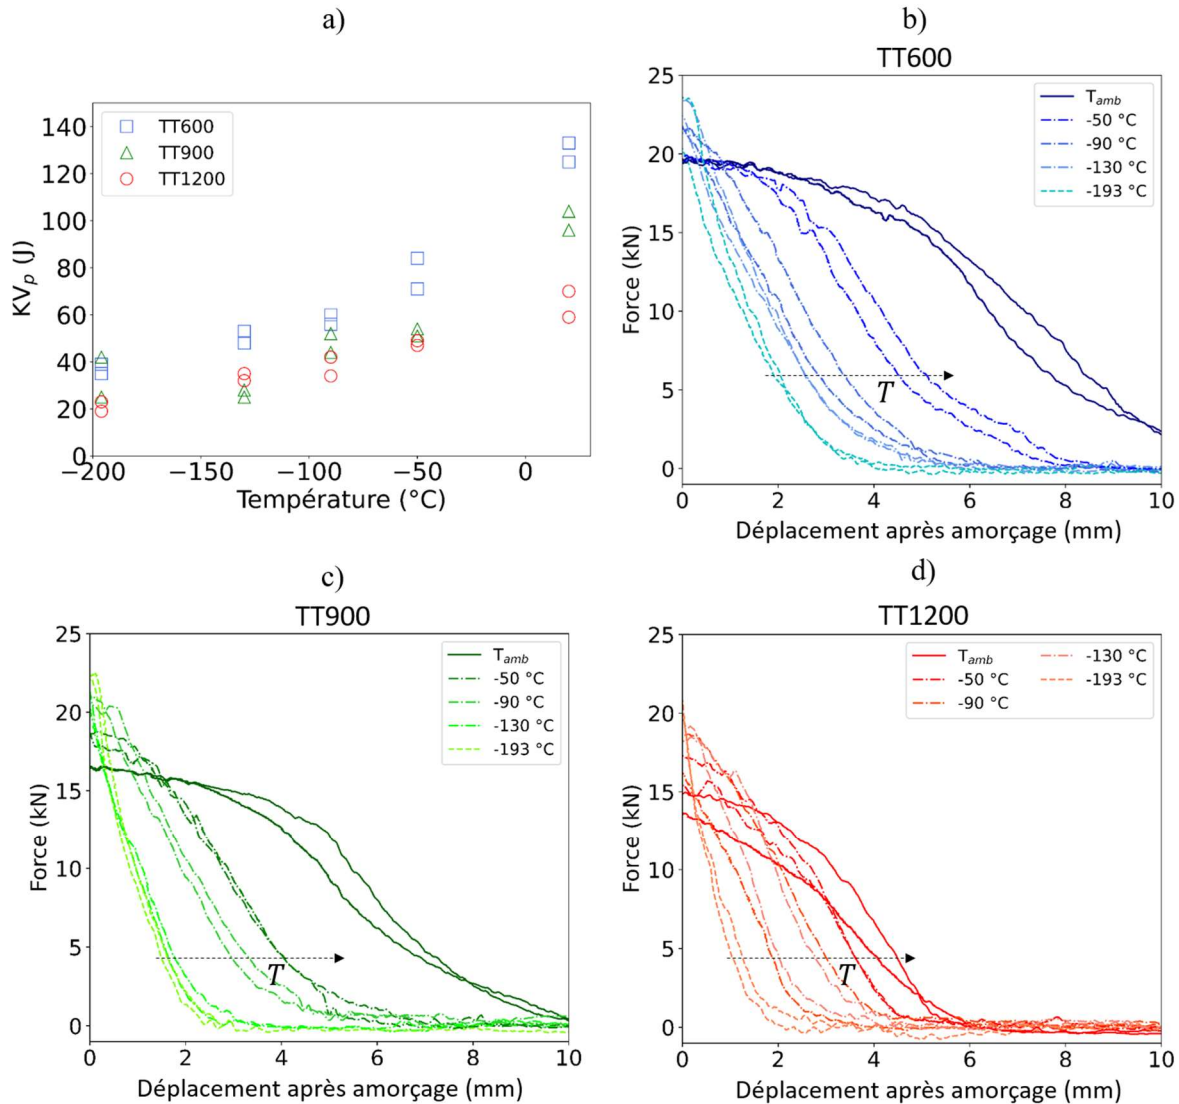 a)
140
120
100
80
60
40
20
0
KVₚ (J)
TT600
TT900
TT1200
−200
−150
−100
−50
0
Température (°C)
b)
TT600
25
20
15
10
5
0
Force (kN)
T_amb
-50 °C
-90 °C
-130 °C
-193 °C
T
0
2
4
6
8
10
Déplacement après amorçage (mm)
c)
TT900
25
20
15
10
5
0
Force (kN)
T_amb
-50 °C
-90 °C
-130 °C
-193 °C
T
0
2
4
6
8
10
Déplacement après amorçage (mm)
d)
TT1200
25
20
15
10
5
0
Force (kN)
T_amb
-50 °C
-90 °C
-130 °C
-193 °C
T
0
2
4
6
8
10
Déplacement après amorçage (mm)